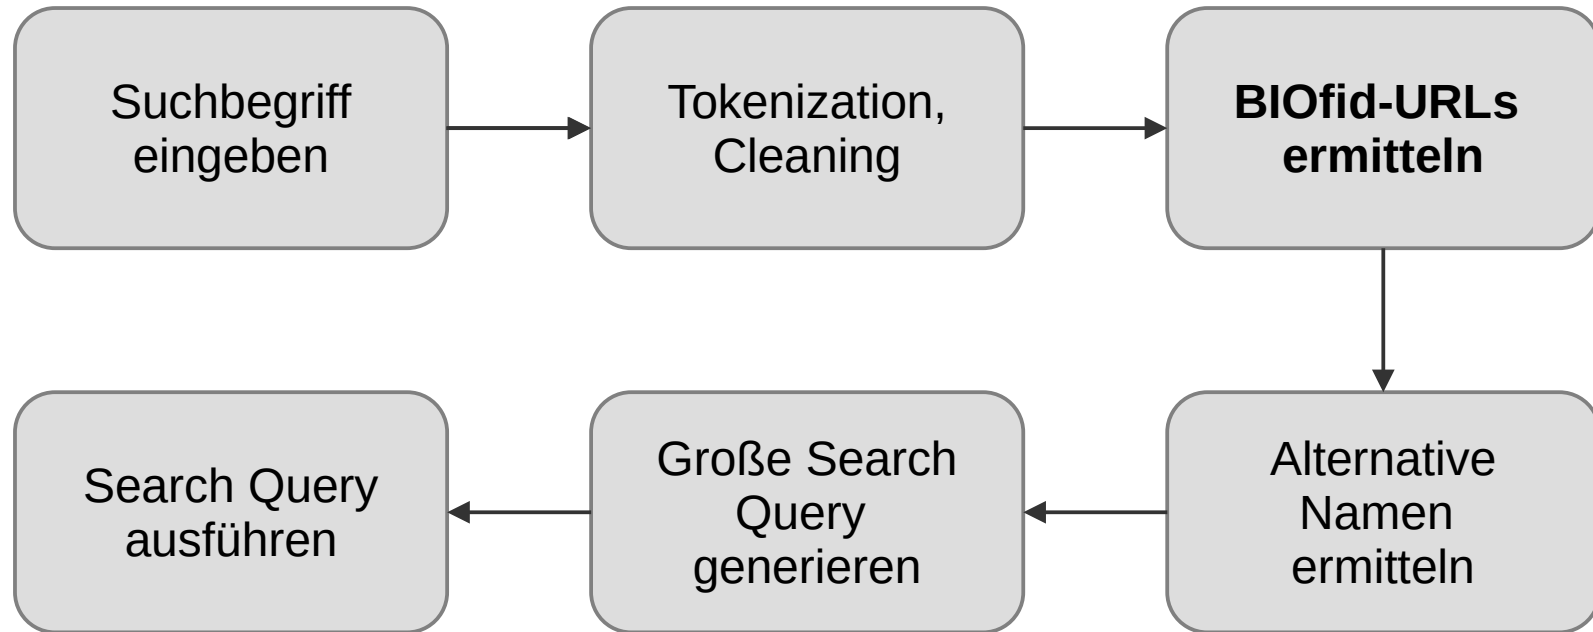 Suchbegriff
eingeben
Tokenization,
Cleaning
BIOfid-URLs
ermitteln
Alternative
Namen
ermitteln
Große Search
Query
generieren
Search Query
ausführen